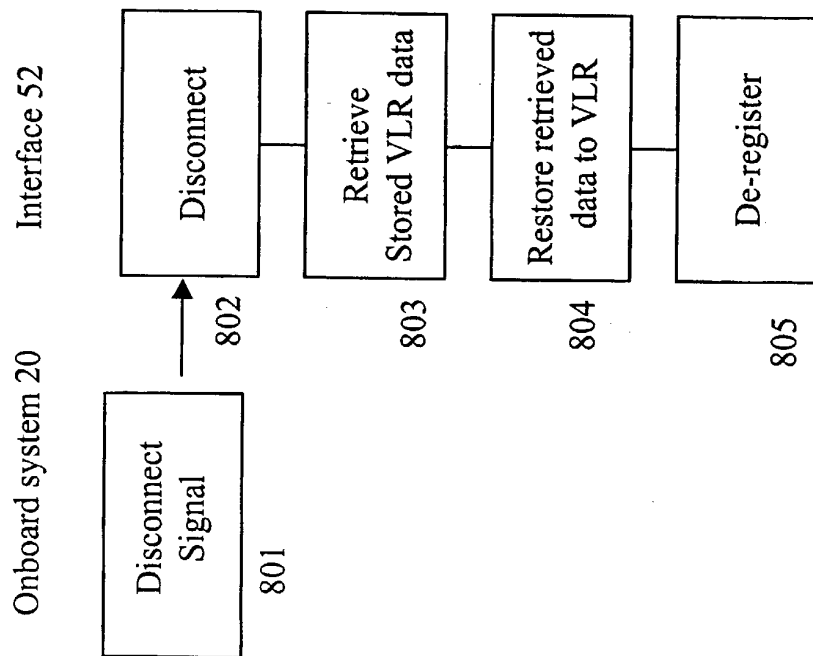 Onboard system 20
Interface 52
Disconnect
Signal
801
Disconnect
802
Retrieve
Stored VLR data
803
Restore retrieved
data to VLR
804
De-register
805